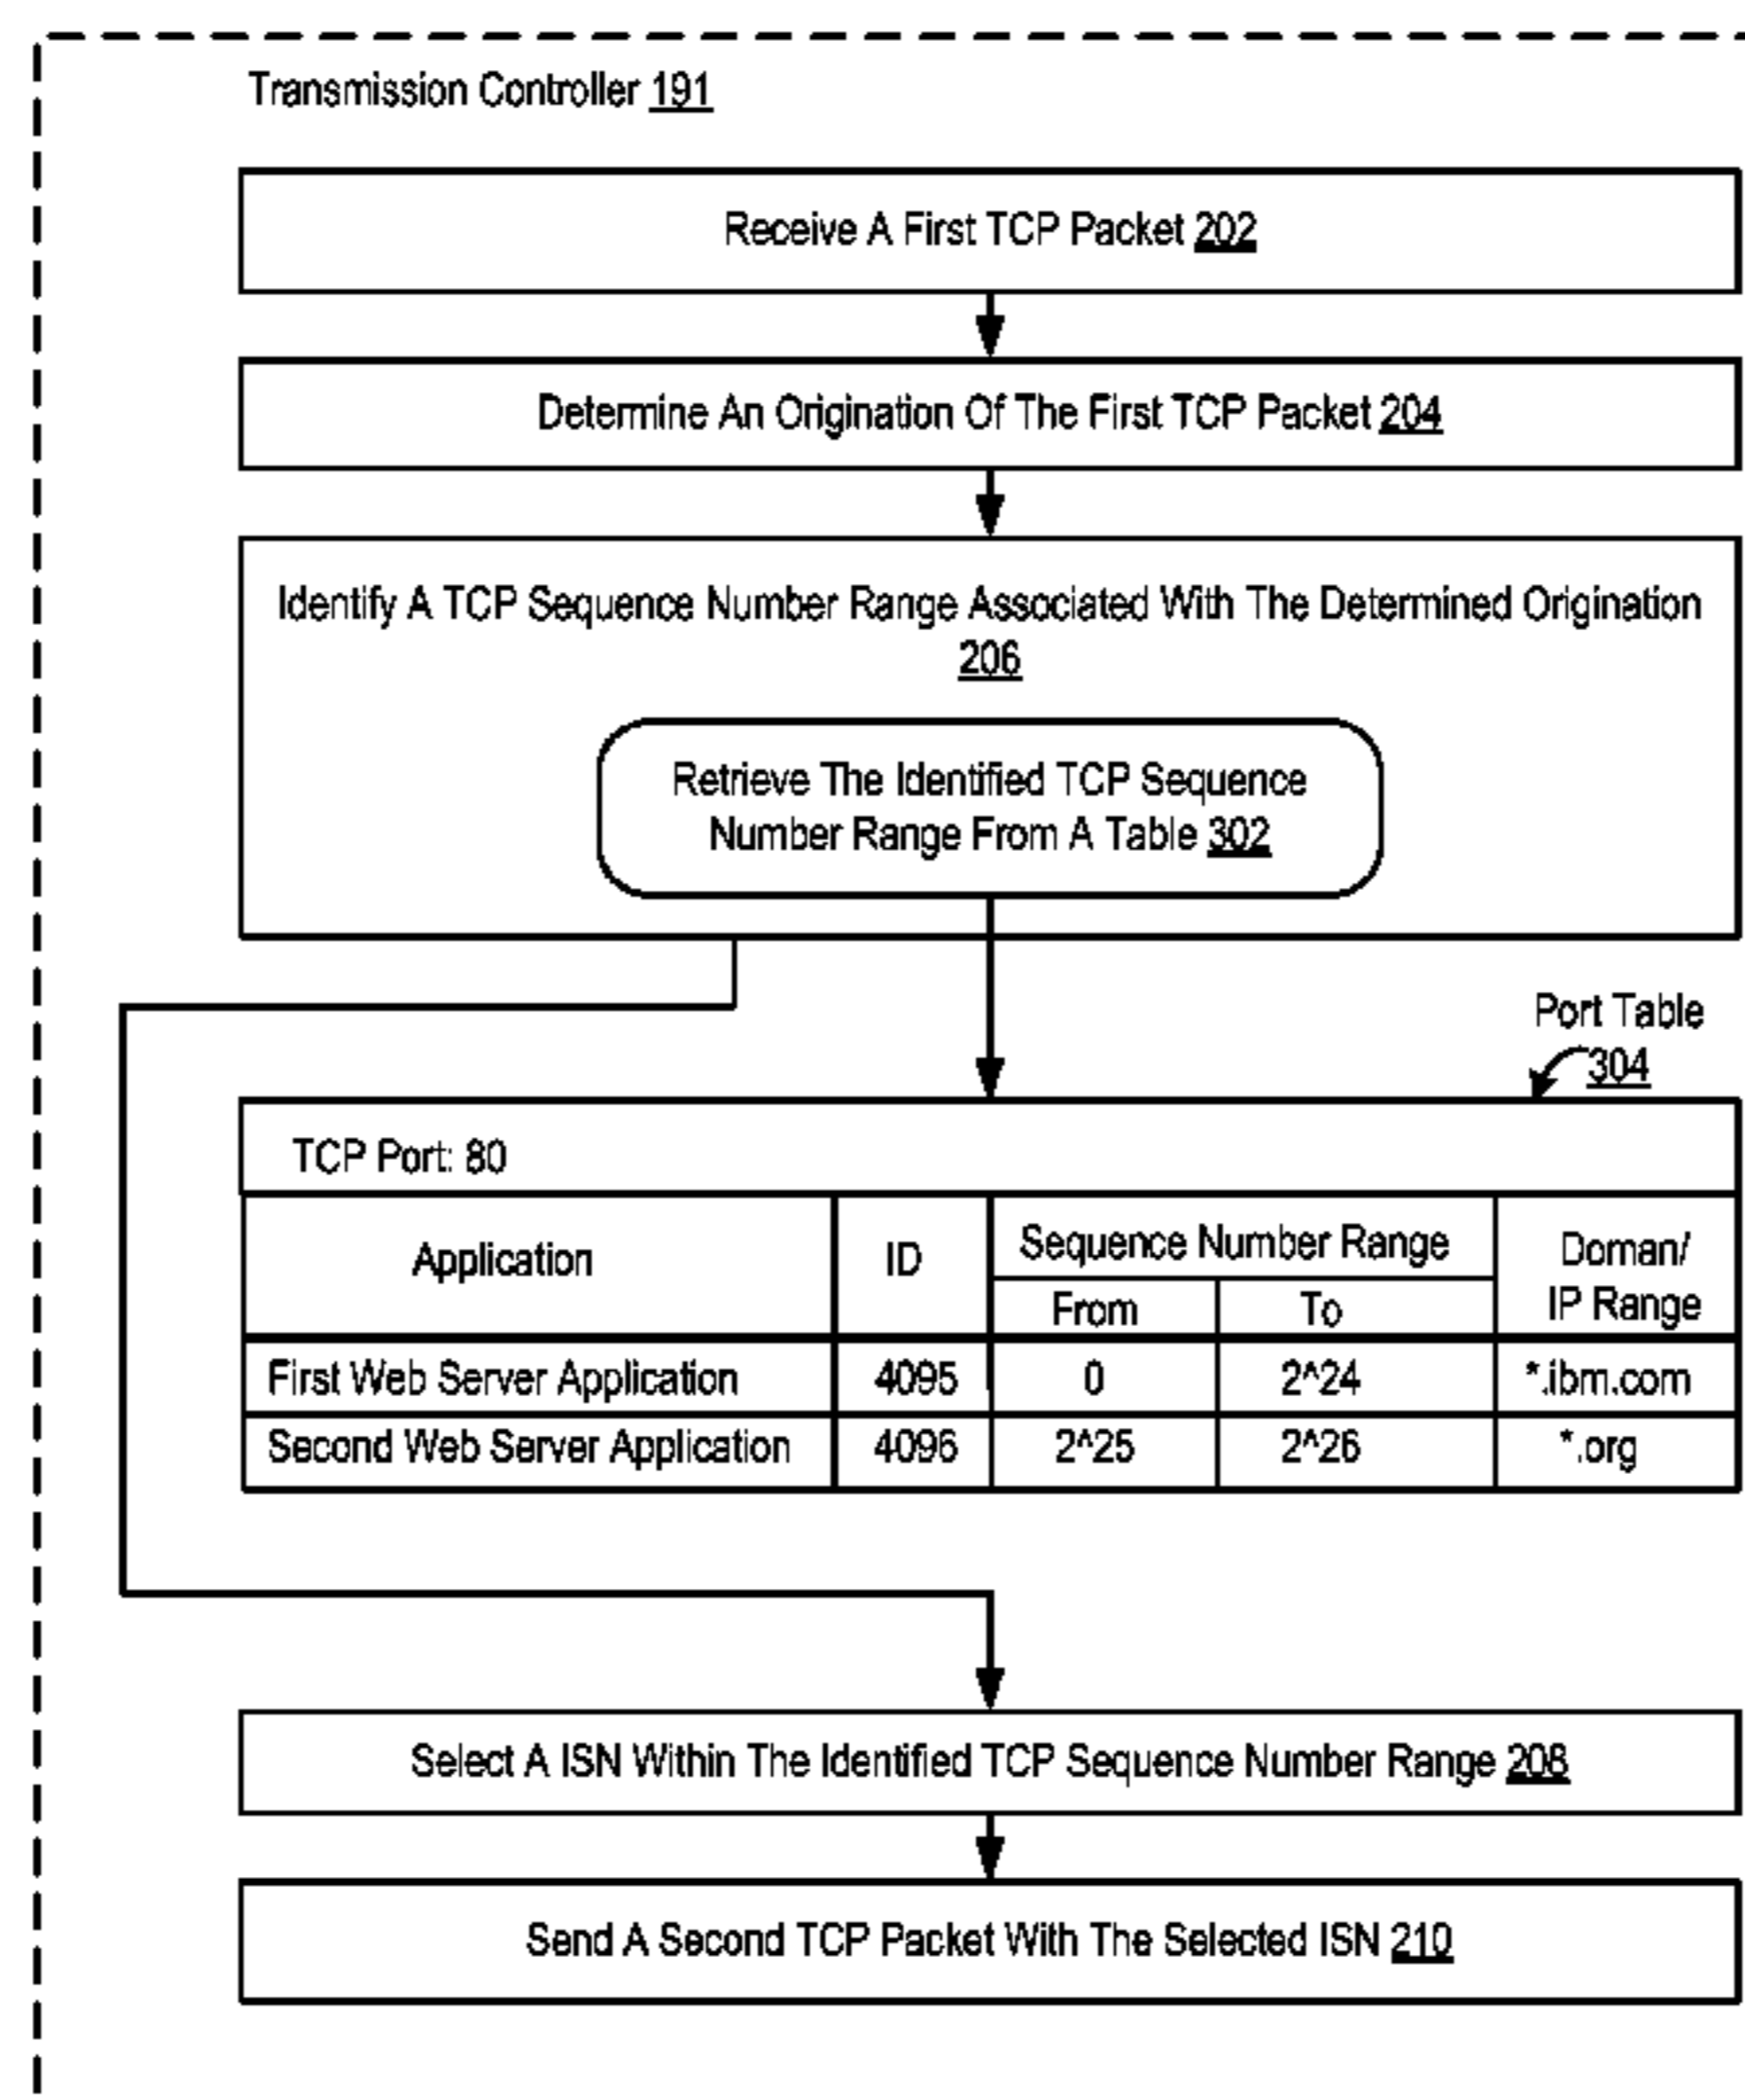 Transmission Controller 191
Receive A First TCP Packet 202
Determine An Origination Of The First TCP Packet 204
Identify A TCP Sequence Number Range Associated With The Determined Origination
206
Retrieve The Identified TCP Sequence
Number Range From A Table 302
Port Table
304
TCP Port: 80
Application ID Sequence Number Range Doman/
IP Range
From To
First Web Server Application 4095 0 2^24 *.ibm.com
Second Web Server Application 4096 2^25 2^26 *.org
Select A ISN Within The Identified TCP Sequence Number Range 208
Send A Second TCP Packet With The Selected ISN 210